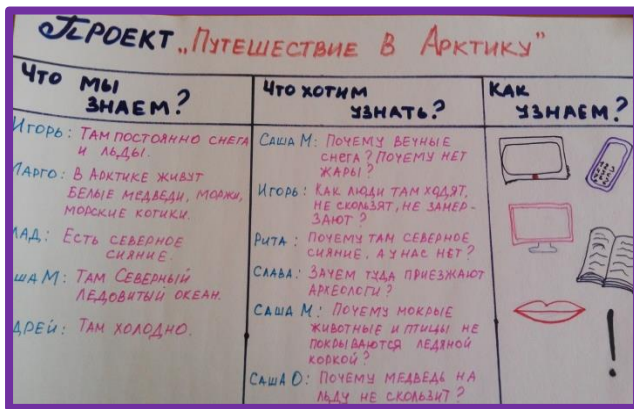 ПРОЕКТ „ПУТЕШЕСТВИЕ В АРКТИКУ"
ЧТО МЫ
ЗНАЕМ?
ИГОРЬ: ТАМ ПОСТОЯННО СНЕГА
И ЛЬДЫ.
МАРГО: В АРКТИКЕ ЖИВУТ
БЕЛЫЕ МЕДВЕДИ, МОРЖИ,
МОРСКИЕ КОТИКИ.
ЛАД: ЕСТЬ СЕВЕРНОЕ
СИЯНИЕ.
ША М: ТАМ СЕВЕРНЫЙ
ЛЕДОВИТЫЙ ОКЕАН.
ДРЕЙ: ТАМ ХОЛОДНО.
ЧТО ХОТИМ
УЗНАТЬ?
САША М: ПОЧЕМУ ВЕЧНЫЕ
СНЕГА? ПОЧЕМУ НЕТ
ЖАРЫ?
ИГОРЬ: КАК ЛЮДИ ТАМ ХОДЯТ,
НЕ СКОЛЬЗЯТ, НЕ ЗАМЕР-
ЗАЮТ?
РИТА: ПОЧЕМУ ТАМ СЕВЕРНОЕ
СИЯНИЕ, А У НАС НЕТ?
СЛАВА: ЗАЧЕМ ТУДА ПРИЕЗЖАЮТ
АРХЕОЛОГИ?
САША М: ПОЧЕМУ МОКРЫЕ
ЖИВОТНЫЕ И ПТИЦЫ НЕ
ПОКРЫВАЮТСЯ ЛЕДЯНОЙ
КОРКОЙ?
САША О: ПОЧЕМУ МЕДВЕДЬ НА
ЛЬДУ НЕ СКОЛЬЗИТ?
КАК
УЗНАЕМ?
!